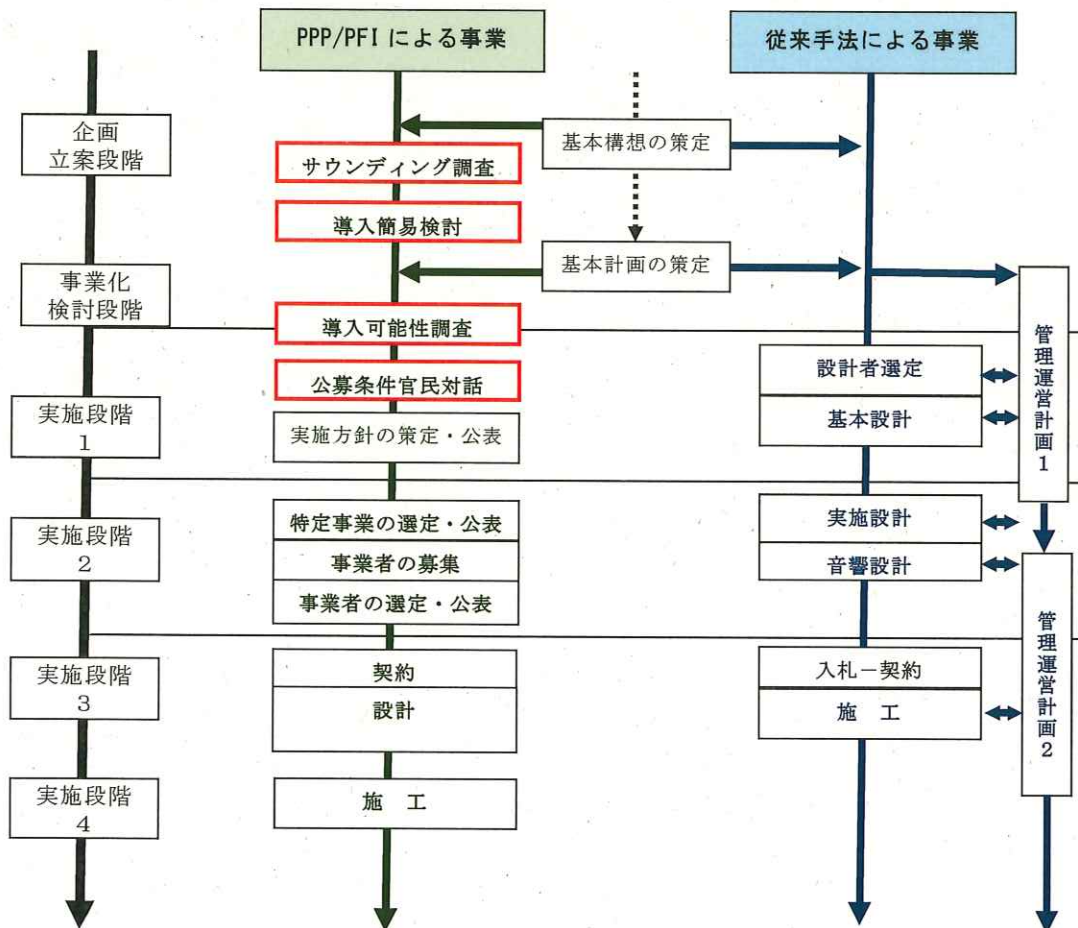 PPP/PFI による事業
従来手法による事業
企画
立案段階
基本構想の策定
サウンディング調査
導入簡易検討
基本計画の策定
事業化
検討段階
導入可能性調査
公募条件官民対話
設計者選定
基本設計
管理運営計画1
実施段階
1
実施方針の策定・公表
特定事業の選定・公表
事業者の募集
事業者の選定・公表
実施設計
音響設計
実施段階
2
管理運営計画2
実施段階
3
契約
設計
入札－契約
施 工
実施段階
4
施 工